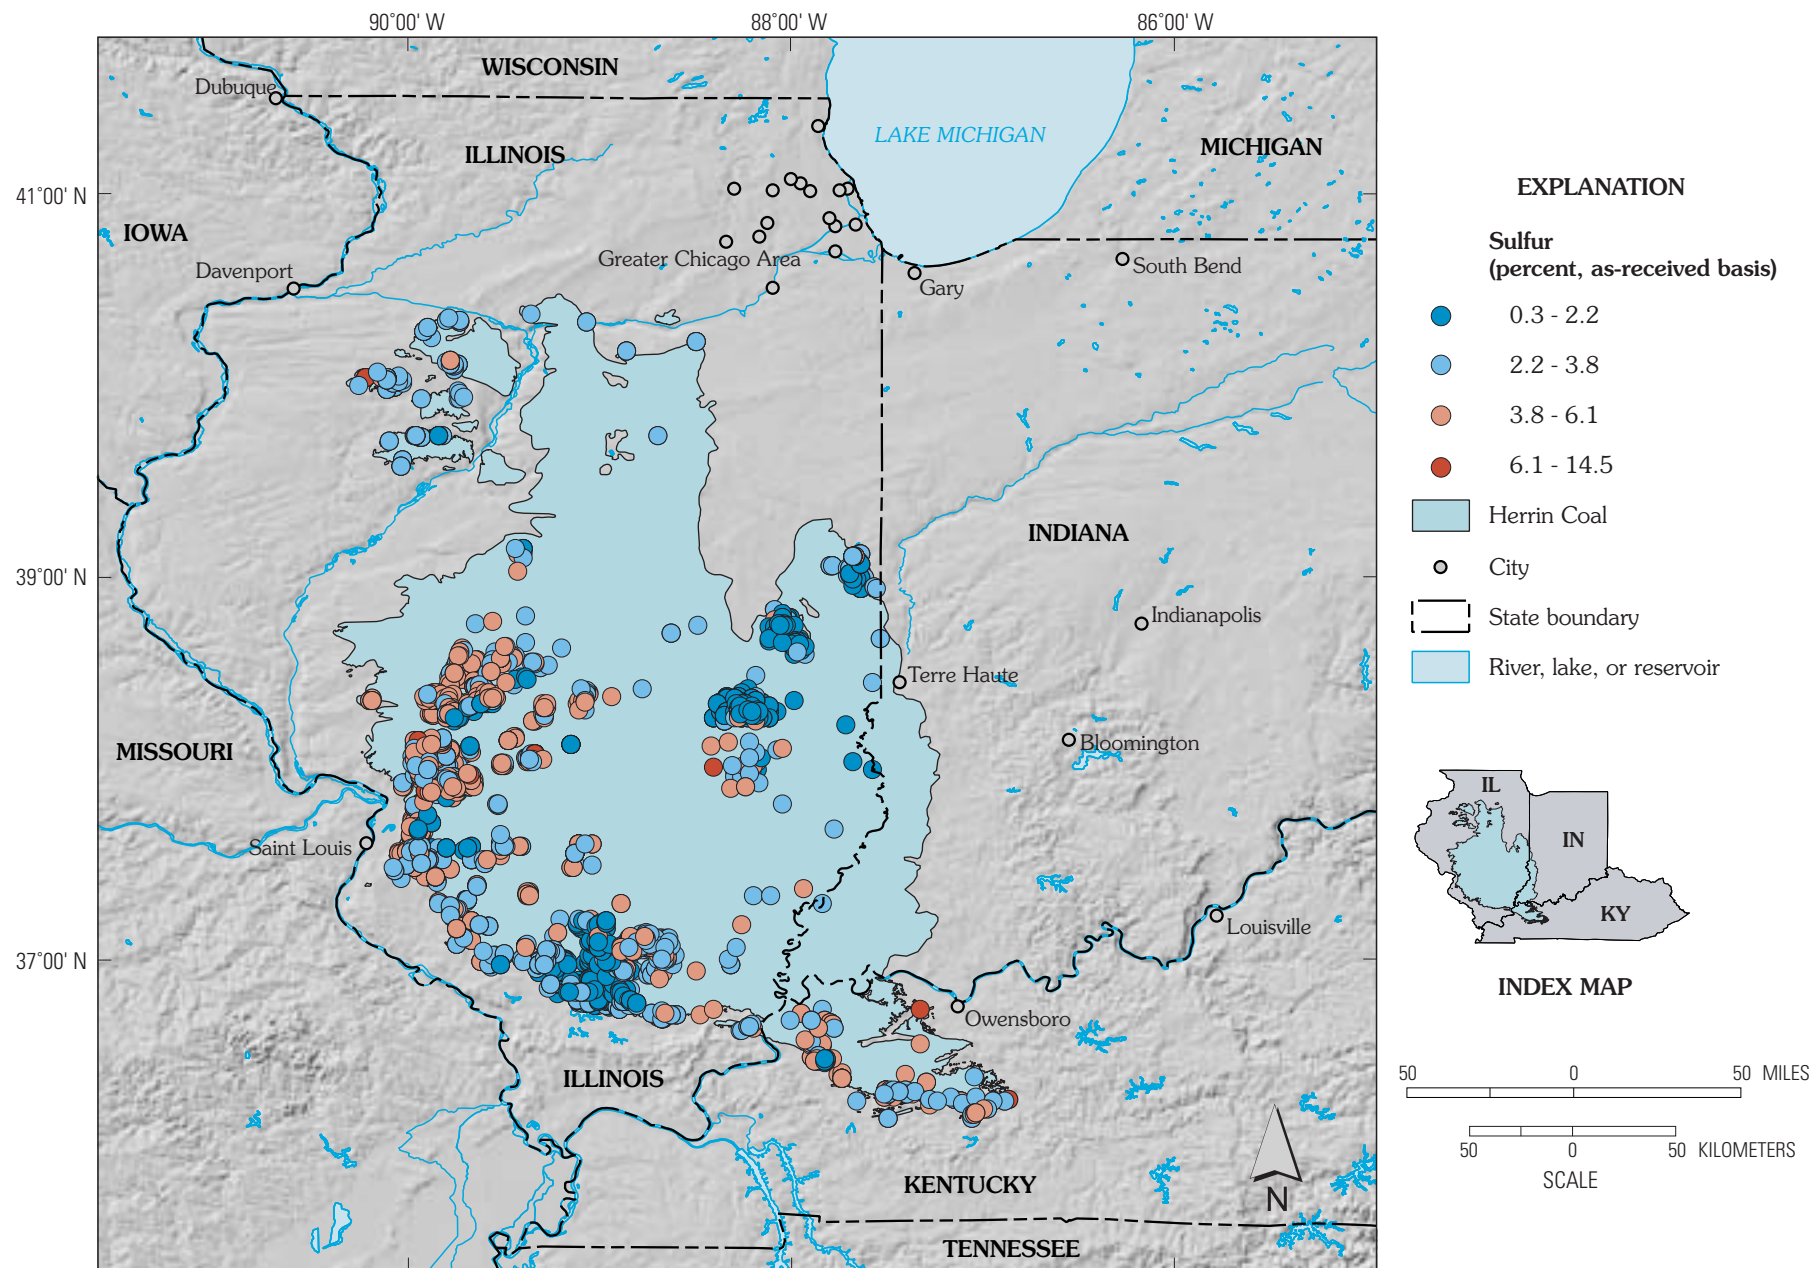 90°00' W
88°00' W
86°00' W
WISCONSIN
Dubuque
LAKE MICHIGAN
ILLINOIS
MICHIGAN
41°00' N
IOWA
Greater Chicago Area
Davenport
South Bend
Gary
INDIANA
39°00' N
Indianapolis
Terre Haute
Bloomington
MISSOURI
Saint Louis
Louisville
37°00' N
Owensboro
ILLINOIS
KENTUCKY
TENNESSEE
N
EXPLANATION
Sulfur
(percent, as-received basis)
0.3 - 2.2
2.2 - 3.8
3.8 - 6.1
6.1 - 14.5
Herrin Coal
City
State boundary
River, lake, or reservoir
IL
IN
KY
INDEX MAP
50 0 50 MILES
50 0 50 KILOMETERS
SCALE